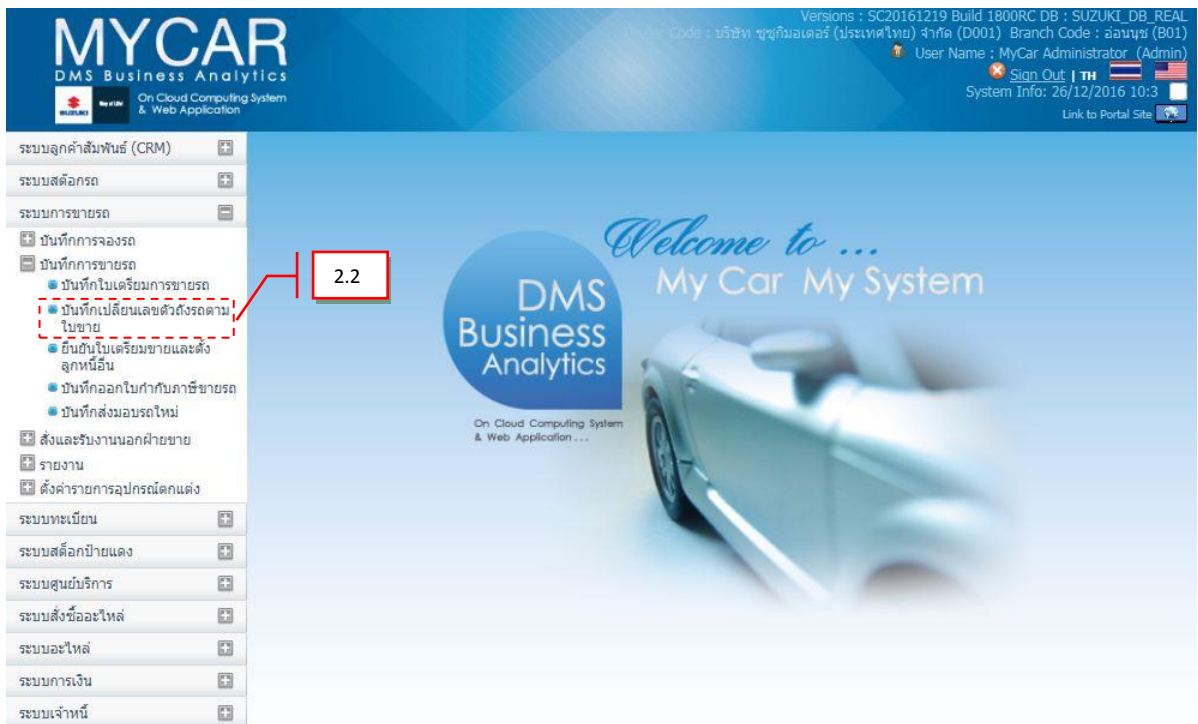 MYCAR
DMS Business Analytics
On Cloud Computing System
& Web Application
SUZUKI
Way of Life!
Versions : SC20161219 Build 1800RC DB : SUZUKI_DB_REAL
Code : บริษัท ซูซูกิมอเตอร์ (ประเทศไทย) จำกัด (D001) Branch Code : อ่อนนุช (B01)
User Name : MyCar Administrator (Admin)
Sign Out | TH
System Info: 26/12/2016 10:3
Link to Portal Site
ระบบลูกค้าสัมพันธ์ (CRM)
ระบบสต๊อกรถ
ระบบการขายรถ
บันทึกการจองรถ
บันทึกการขายรถ
บันทึกใบเตรียมการขายรถ
บันทึกเปลี่ยนเลขตัวถังรถตาม
ใบขาย
ยืนยันใบเตรียมขายและตั้ง
ลูกหนี้อื่น
บันทึกออกใบกำกับภาษีขายรถ
บันทึกส่งมอบรถใหม่
สั่งและรับงานนอกฝ่ายขาย
รายงาน
ตั้งค่ารายการอุปกรณ์ตกแต่ง
ระบบทะเบียน
ระบบสต็อกป้ายแดง
ระบบศูนย์บริการ
ระบบสั่งซื้ออะไหล่
ระบบอะไหล่
ระบบการเงิน
ระบบเจ้าหนี้
2.2
Welcome to ...
My Car My System
DMS
Business
Analytics
On Cloud Computing System
& Web Application ...